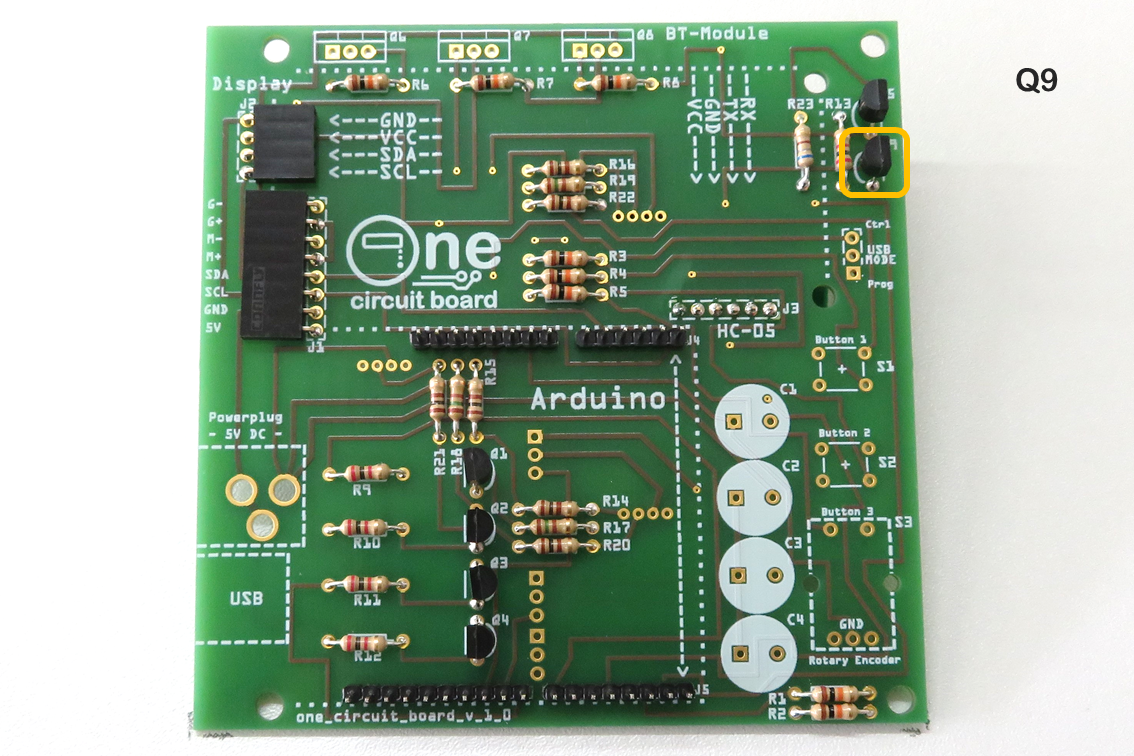 Q6
Q7
Q8
BT-Module
Q9
Display
R6
R7
R8
J2
R23
R13
<---GND---
<---VCC---
<---SDA---
<---SCL---
VCC
GND
TX
RX
R16
R19
R22
G-
G+
M-
M+
SDA
SCL
GND
5V
J1
One
circuit board
R3
R4
R5
Ctrl
USB
MODE
Prog
J3
HC-05
J4
Button 1
S1
R15
Arduino
C1
Powerplug
- 5V DC -
R21
R18
Q1
Button 2
S2
C2
R9
R14
Q2
R17
R10
R20
Button 3
S3
C3
Q3
R11
USB
C4
Q4
GND
R12
Rotary Encoder
J5
R1
R2
one_circuit_board_v_1_0